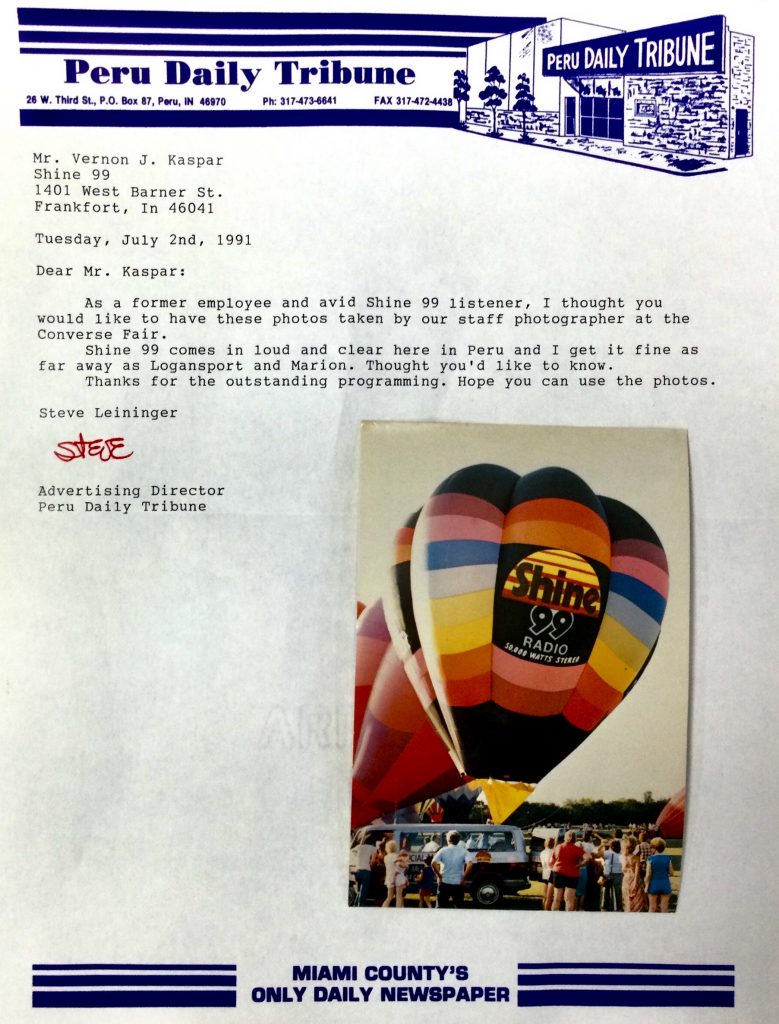 Peru Daily Tribune
26 W. Third St., P.O. Box 87, Peru, IN 46970 Ph: 317-473-6641 FAX 317-472-4438
PERU DAILY TRIBUNE
Mr. Vernon J. Kaspar
Shine 99
1401 West Barner St.
Frankfort, In 46041
Tuesday, July 2nd, 1991
Dear Mr. Kaspar:
As a former employee and avid Shine 99 listener, I thought you
would like to have these photos taken by our staff photographer at the
Converse Fair.
Shine 99 comes in loud and clear here in Peru and I get it fine as
far away as Logansport and Marion. Thought you'd like to know.
Thanks for the outstanding programming. Hope you can use the photos.
Steve Leininger
STEVE
Advertising Director
Peru Daily Tribune
Shine
99
RADIO
50,000 WATTS STEREO
MIAMI COUNTY'S
ONLY DAILY NEWSPAPER